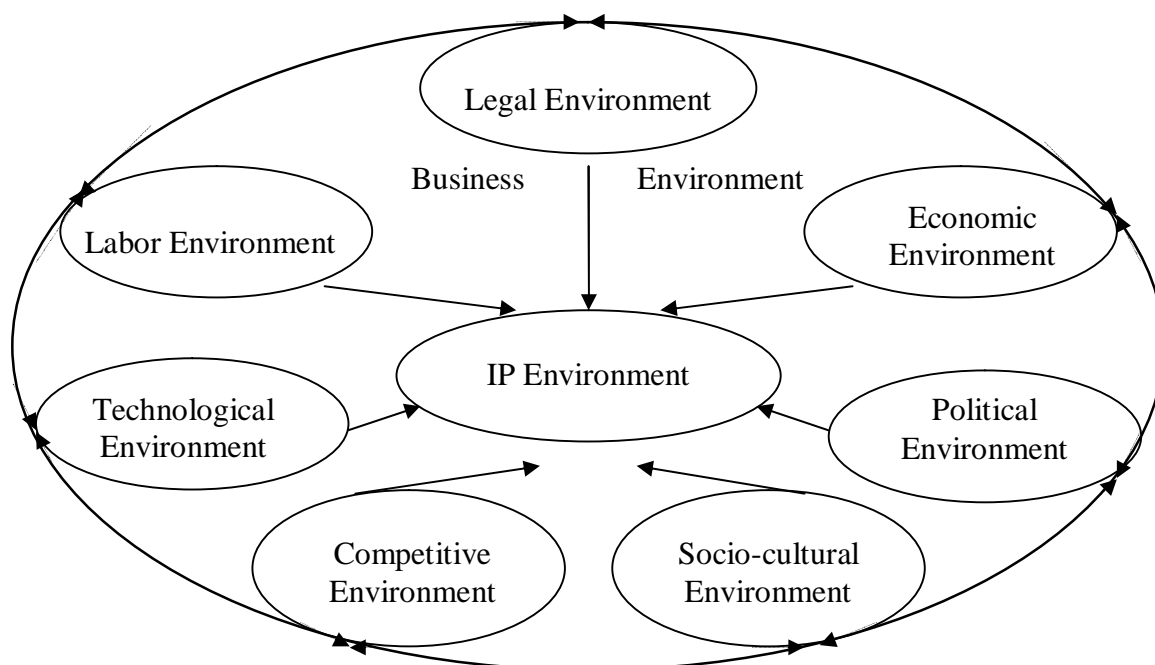 Legal Environment
Business Environment
Labor Environment
Economic
Environment
IP Environment
Technological
Environment
Political
Environment
Competitive
Environment
Socio-cultural
Environment